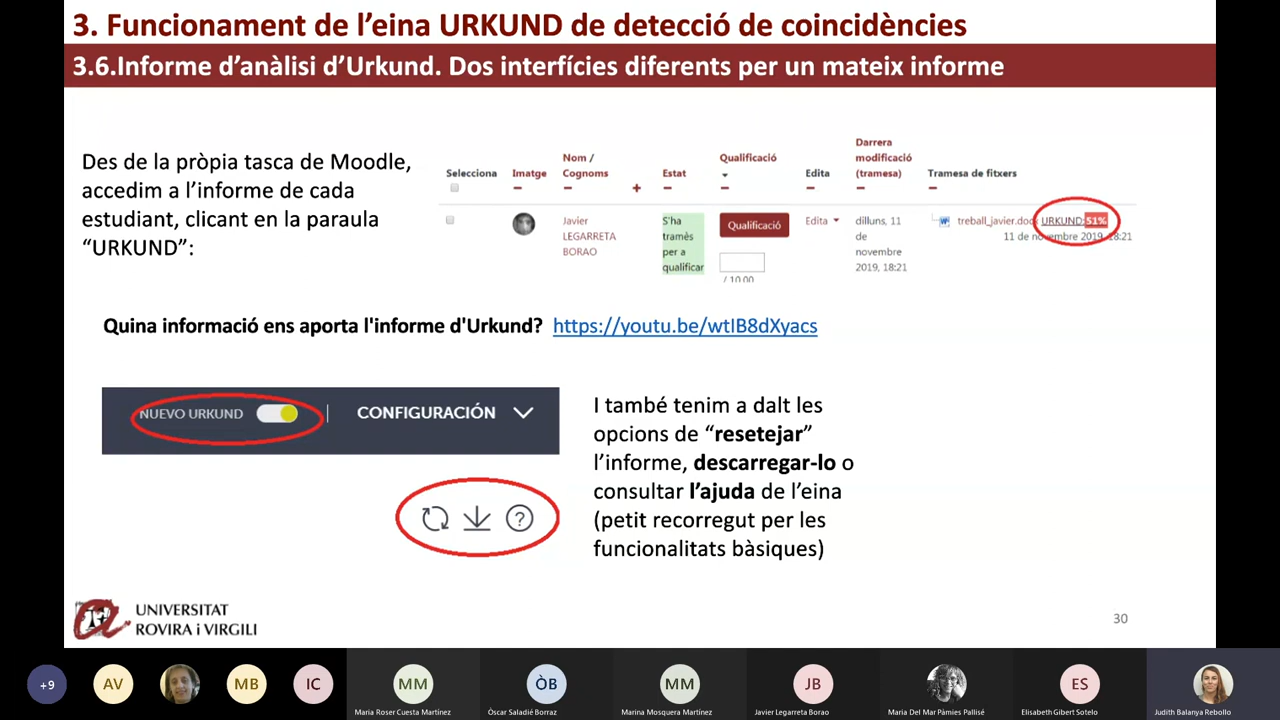 3. Funcionament de l’eina URKUND de detecció de coincidències
3.6.Informe d’anàlisi d’Urkund. Dos interfícies diferents per un mateix informe
Des de la pròpia tasca de Moodle,
accedim a l’informe de cada
estudiant, clicant en la paraula
“URKUND”:
Selecciona
Imatge
Nom /
Cognoms
Estat
Qualificació
Edita
Darrera
modificació
(tramesa)
Tramesa de fitxers
Javier
LEGARRETA
BORAO
S'ha
tramès
per a
qualificar
Qualificació
/ 10,00
Edita
dilluns, 11
de
novembre
2019, 18:21
treball_javier.docx URKUND:51%
11 de novembre 2019, 18:21
Quina informació ens aporta l'informe d'Urkund? https://youtu.be/wtIB8dXyacs
NUEVO URKUND | CONFIGURACIÓN
I també tenim a dalt les
opcions de “resetejar”
l’informe, descarregar-lo o
consultar l’ajuda de l’eina
(petit recorregut per les
funcionalitats bàsiques)
?
UNIVERSITAT
ROVIRA i VIRGILI
30
+9
AV
MB
IC
MM
Maria Roser Cuesta Martínez
ÒB
Òscar Saladié Borraz
MM
Marina Mosquera Martínez
JB
Javier Legarreta Borao
Maria Del Mar Pàmies Pallisé
ES
Elisabeth Gibert Sotelo
Judith Balanya Rebollo